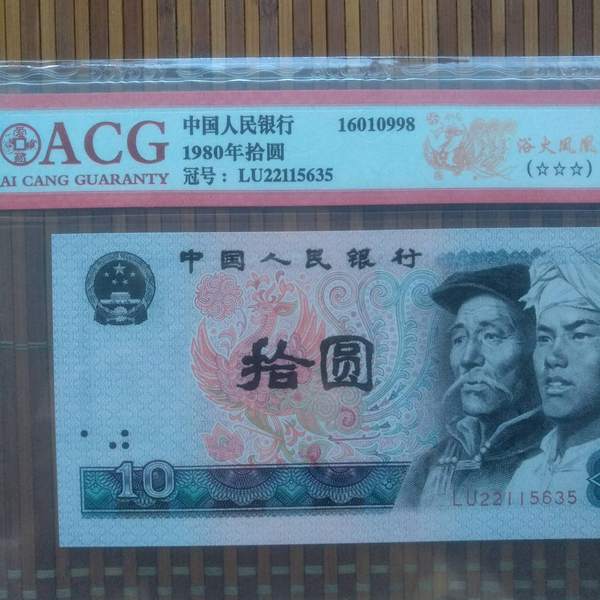 ACG
AI CANG GUARANTY
中国人民银行 16010998
1980年拾圆
冠号：LU22115635
浴火凤凰
(☆☆☆)
中国人民银行
拾圆
10
LU22115635